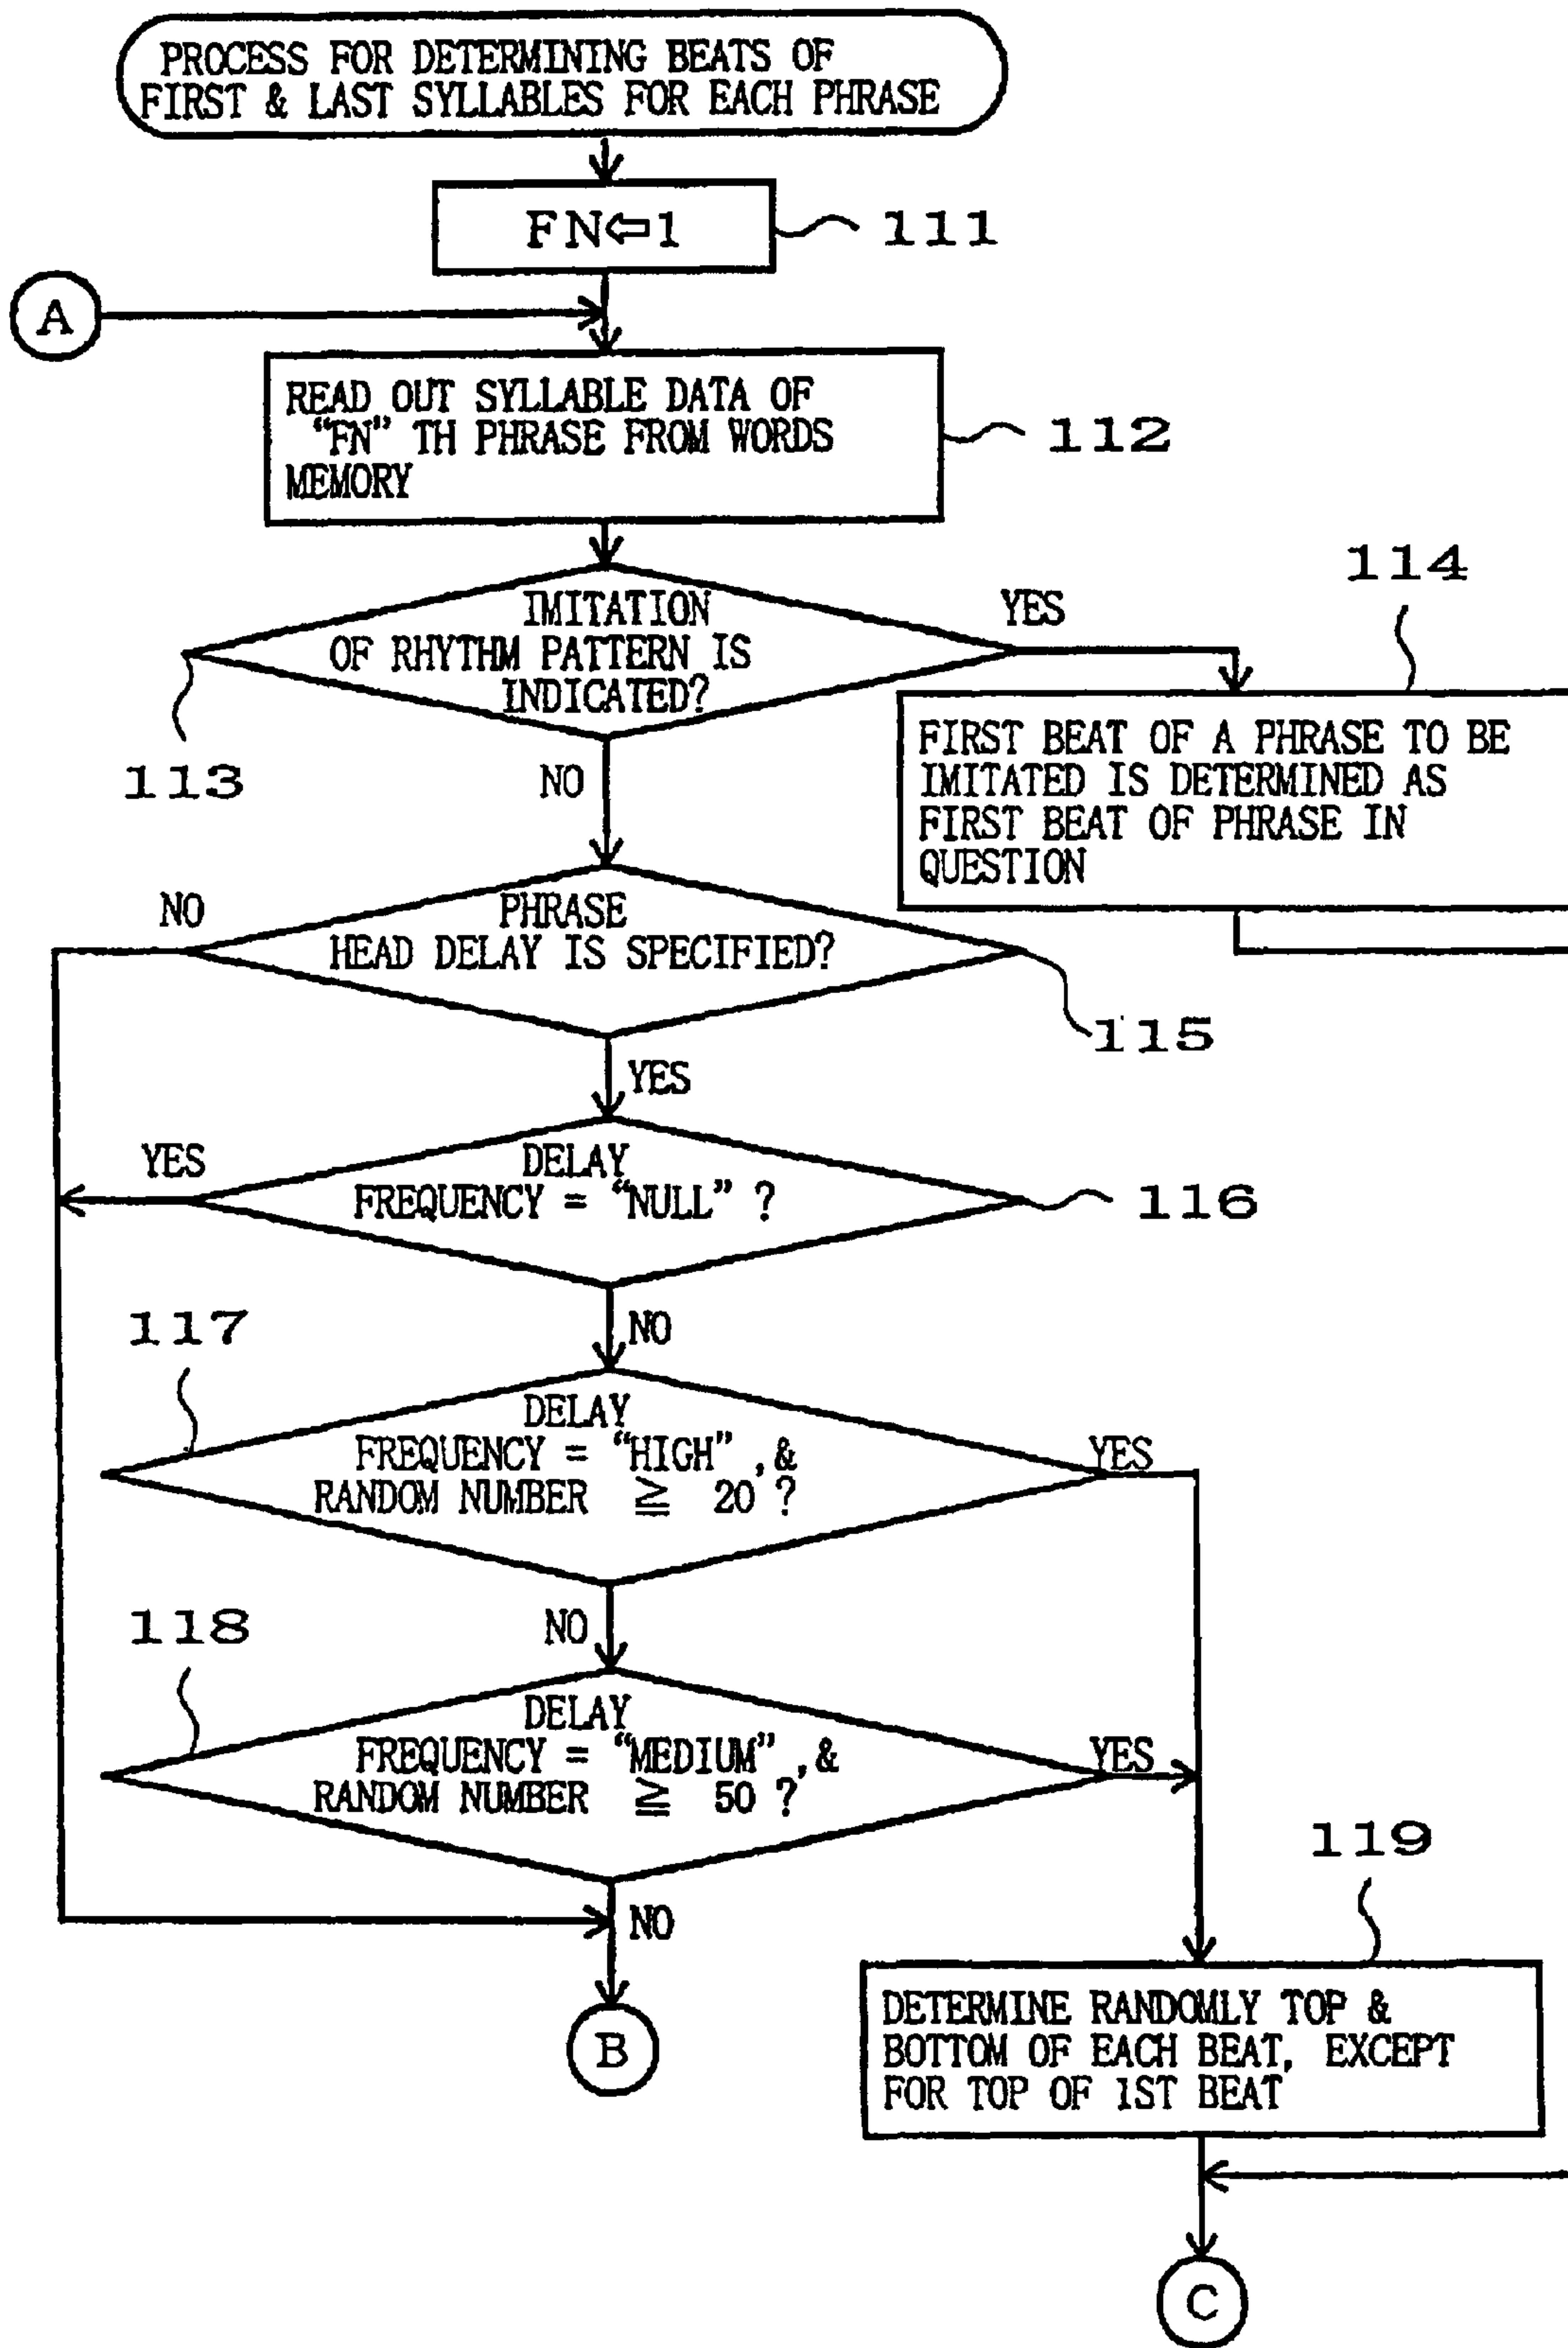 PROCESS FOR DETERMINING BEATS OF
FIRST & LAST SYLLABLES FOR EACH PHRASE
FN⇦1
111
A
READ OUT SYLLABLE DATA OF
“FN” TH PHRASE FROM WORDS
MEMORY
112
IMITATION
OF RHYTHM PATTERN IS
INDICATED?
YES
NO
113
114
FIRST BEAT OF A PHRASE TO BE
IMITATED IS DETERMINED AS
FIRST BEAT OF PHRASE IN
QUESTION
PHRASE
HEAD DELAY IS SPECIFIED?
NO
YES
115
DELAY
FREQUENCY = “NULL” ?
YES
NO
116
117
DELAY
FREQUENCY = “HIGH” ,&
RANDOM NUMBER ≧ 20 ?
YES
NO
118
DELAY
FREQUENCY = “MEDIUM” ,&
RANDOM NUMBER ≧ 50 ?
YES
NO
B
119
DETERMINE RANDOMLY TOP &
BOTTOM OF EACH BEAT, EXCEPT
FOR TOP OF 1ST BEAT
C